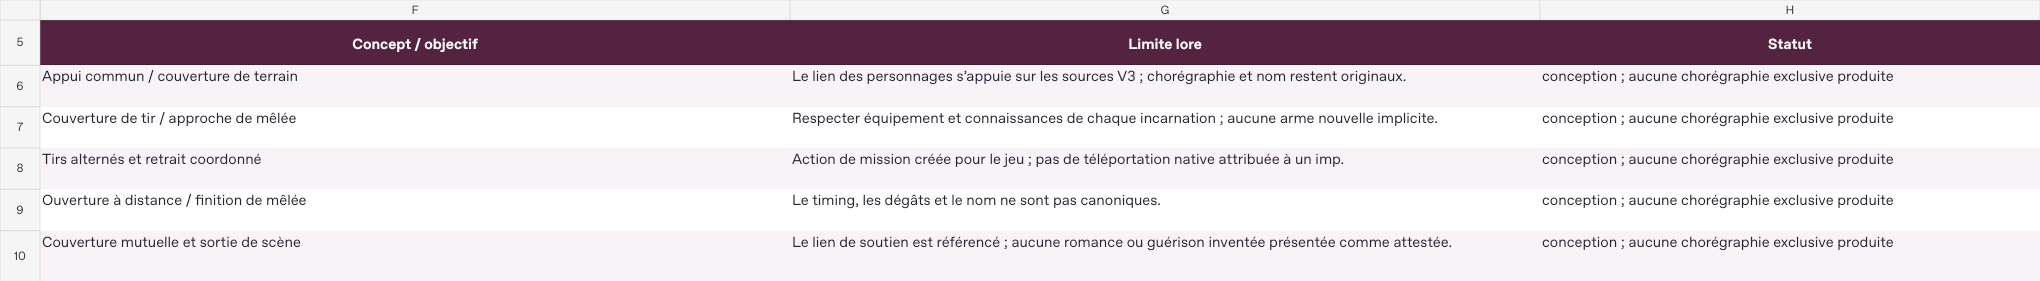 F G H
5 Concept / objectif Limite lore Statut
6 Appui commun / couverture de terrain Le lien des personnages s’appuie sur les sources V3 ; chorégraphie et nom restent originaux. conception ; aucune chorégraphie exclusive produite
7 Couverture de tir / approche de mêlée Respecter équipement et connaissances de chaque incarnation ; aucune arme nouvelle implicite. conception ; aucune chorégraphie exclusive produite
8 Tirs alternés et retrait coordonné Action de mission créée pour le jeu ; pas de téléportation native attribuée à un imp. conception ; aucune chorégraphie exclusive produite
9 Ouverture à distance / finition de mêlée Le timing, les dégâts et le nom ne sont pas canoniques. conception ; aucune chorégraphie exclusive produite
10 Couverture mutuelle et sortie de scène Le lien de soutien est référencé ; aucune romance ou guérison inventée présentée comme attestée. conception ; aucune chorégraphie exclusive produite